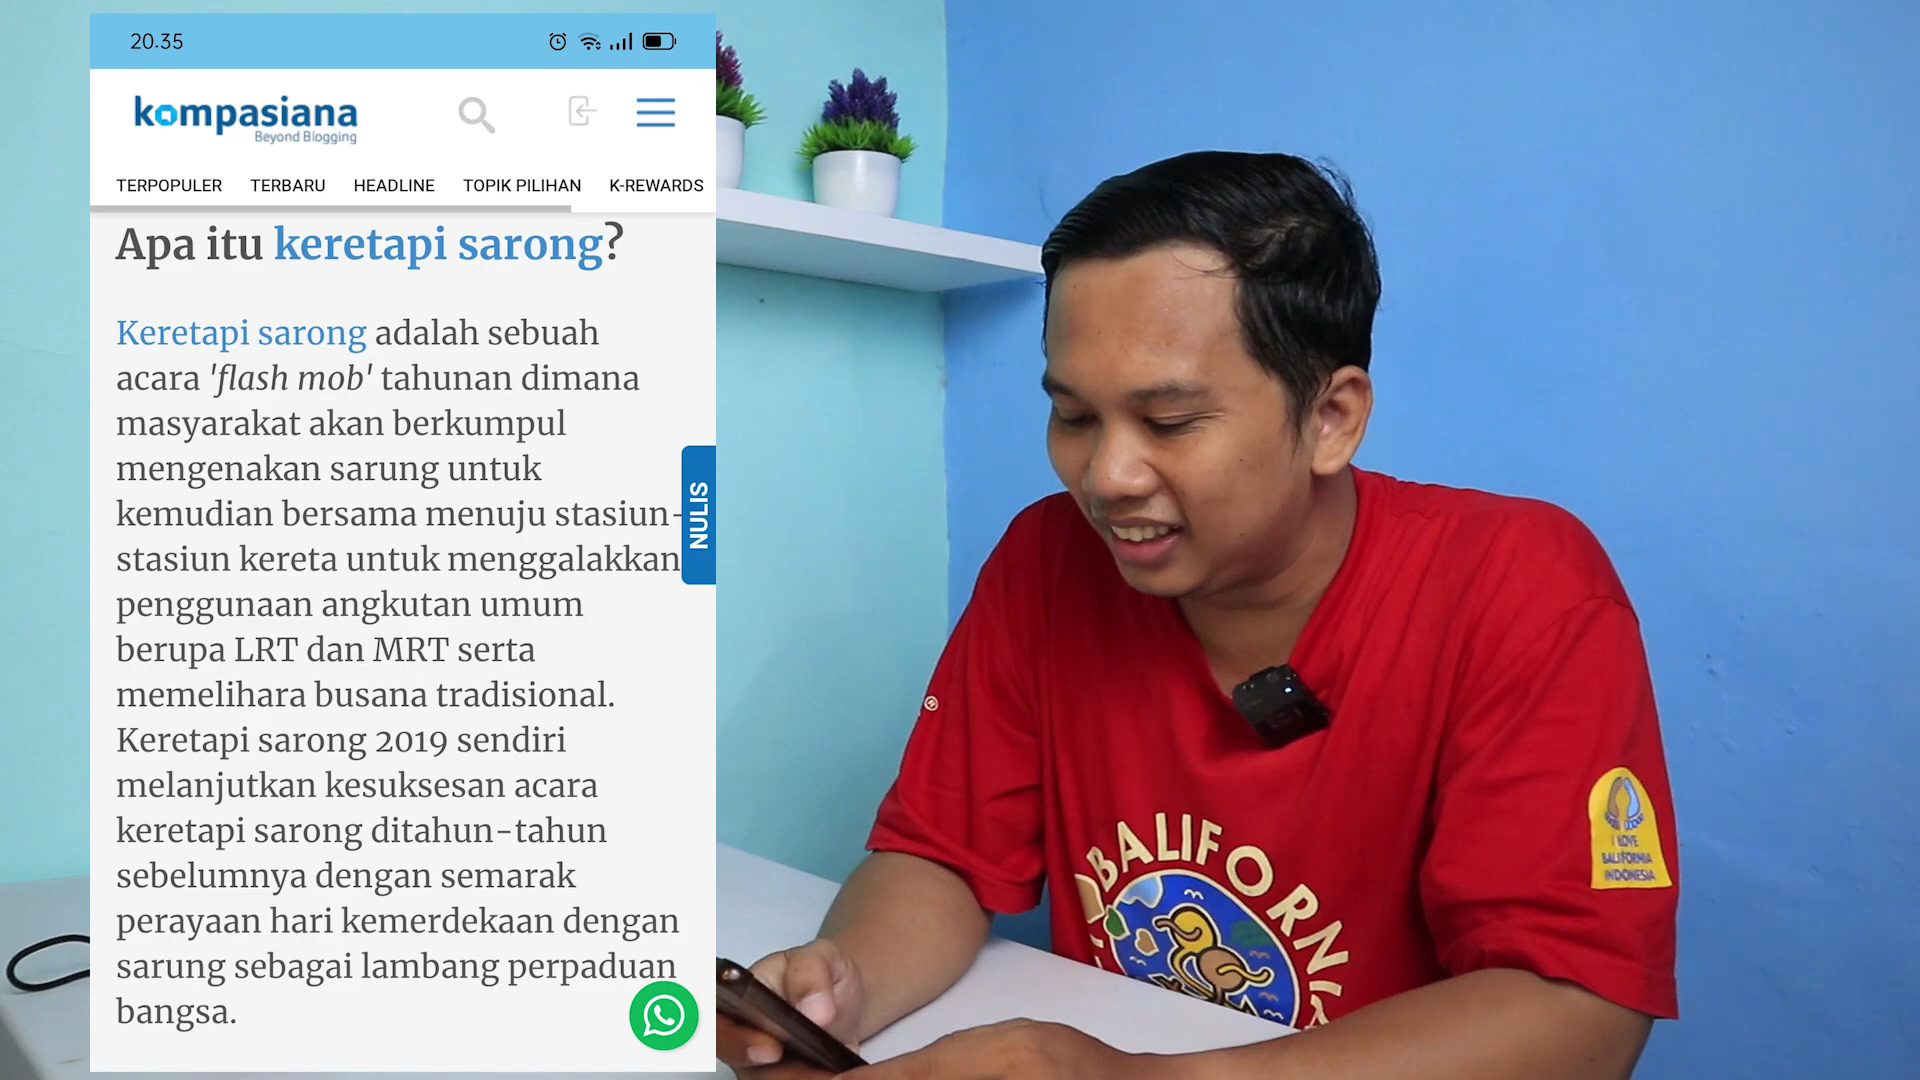 20.35
kompasiana
Beyond Blogging
TERPOPULER TERBARU HEADLINE TOPIK PILIHAN K-REWARDS
Apa itu keretapi sarong?
Keretapi sarong adalah sebuah
acara 'flash mob' tahunan dimana
masyarakat akan berkumpul
mengenakan sarung untuk
kemudian bersama menuju stasiun-
stasiun kereta untuk menggalakkan
penggunaan angkutan umum
berupa LRT dan MRT serta
memelihara busana tradisional.
Keretapi sarong 2019 sendiri
melanjutkan kesuksesan acara
keretapi sarong ditahun-tahun
sebelumnya dengan semarak
perayaan hari kemerdekaan dengan
sarung sebagai lambang perpaduan
bangsa.
NULIS
®
BALIFORNI
I LOVE
BALIFORNIA
INDONESIA